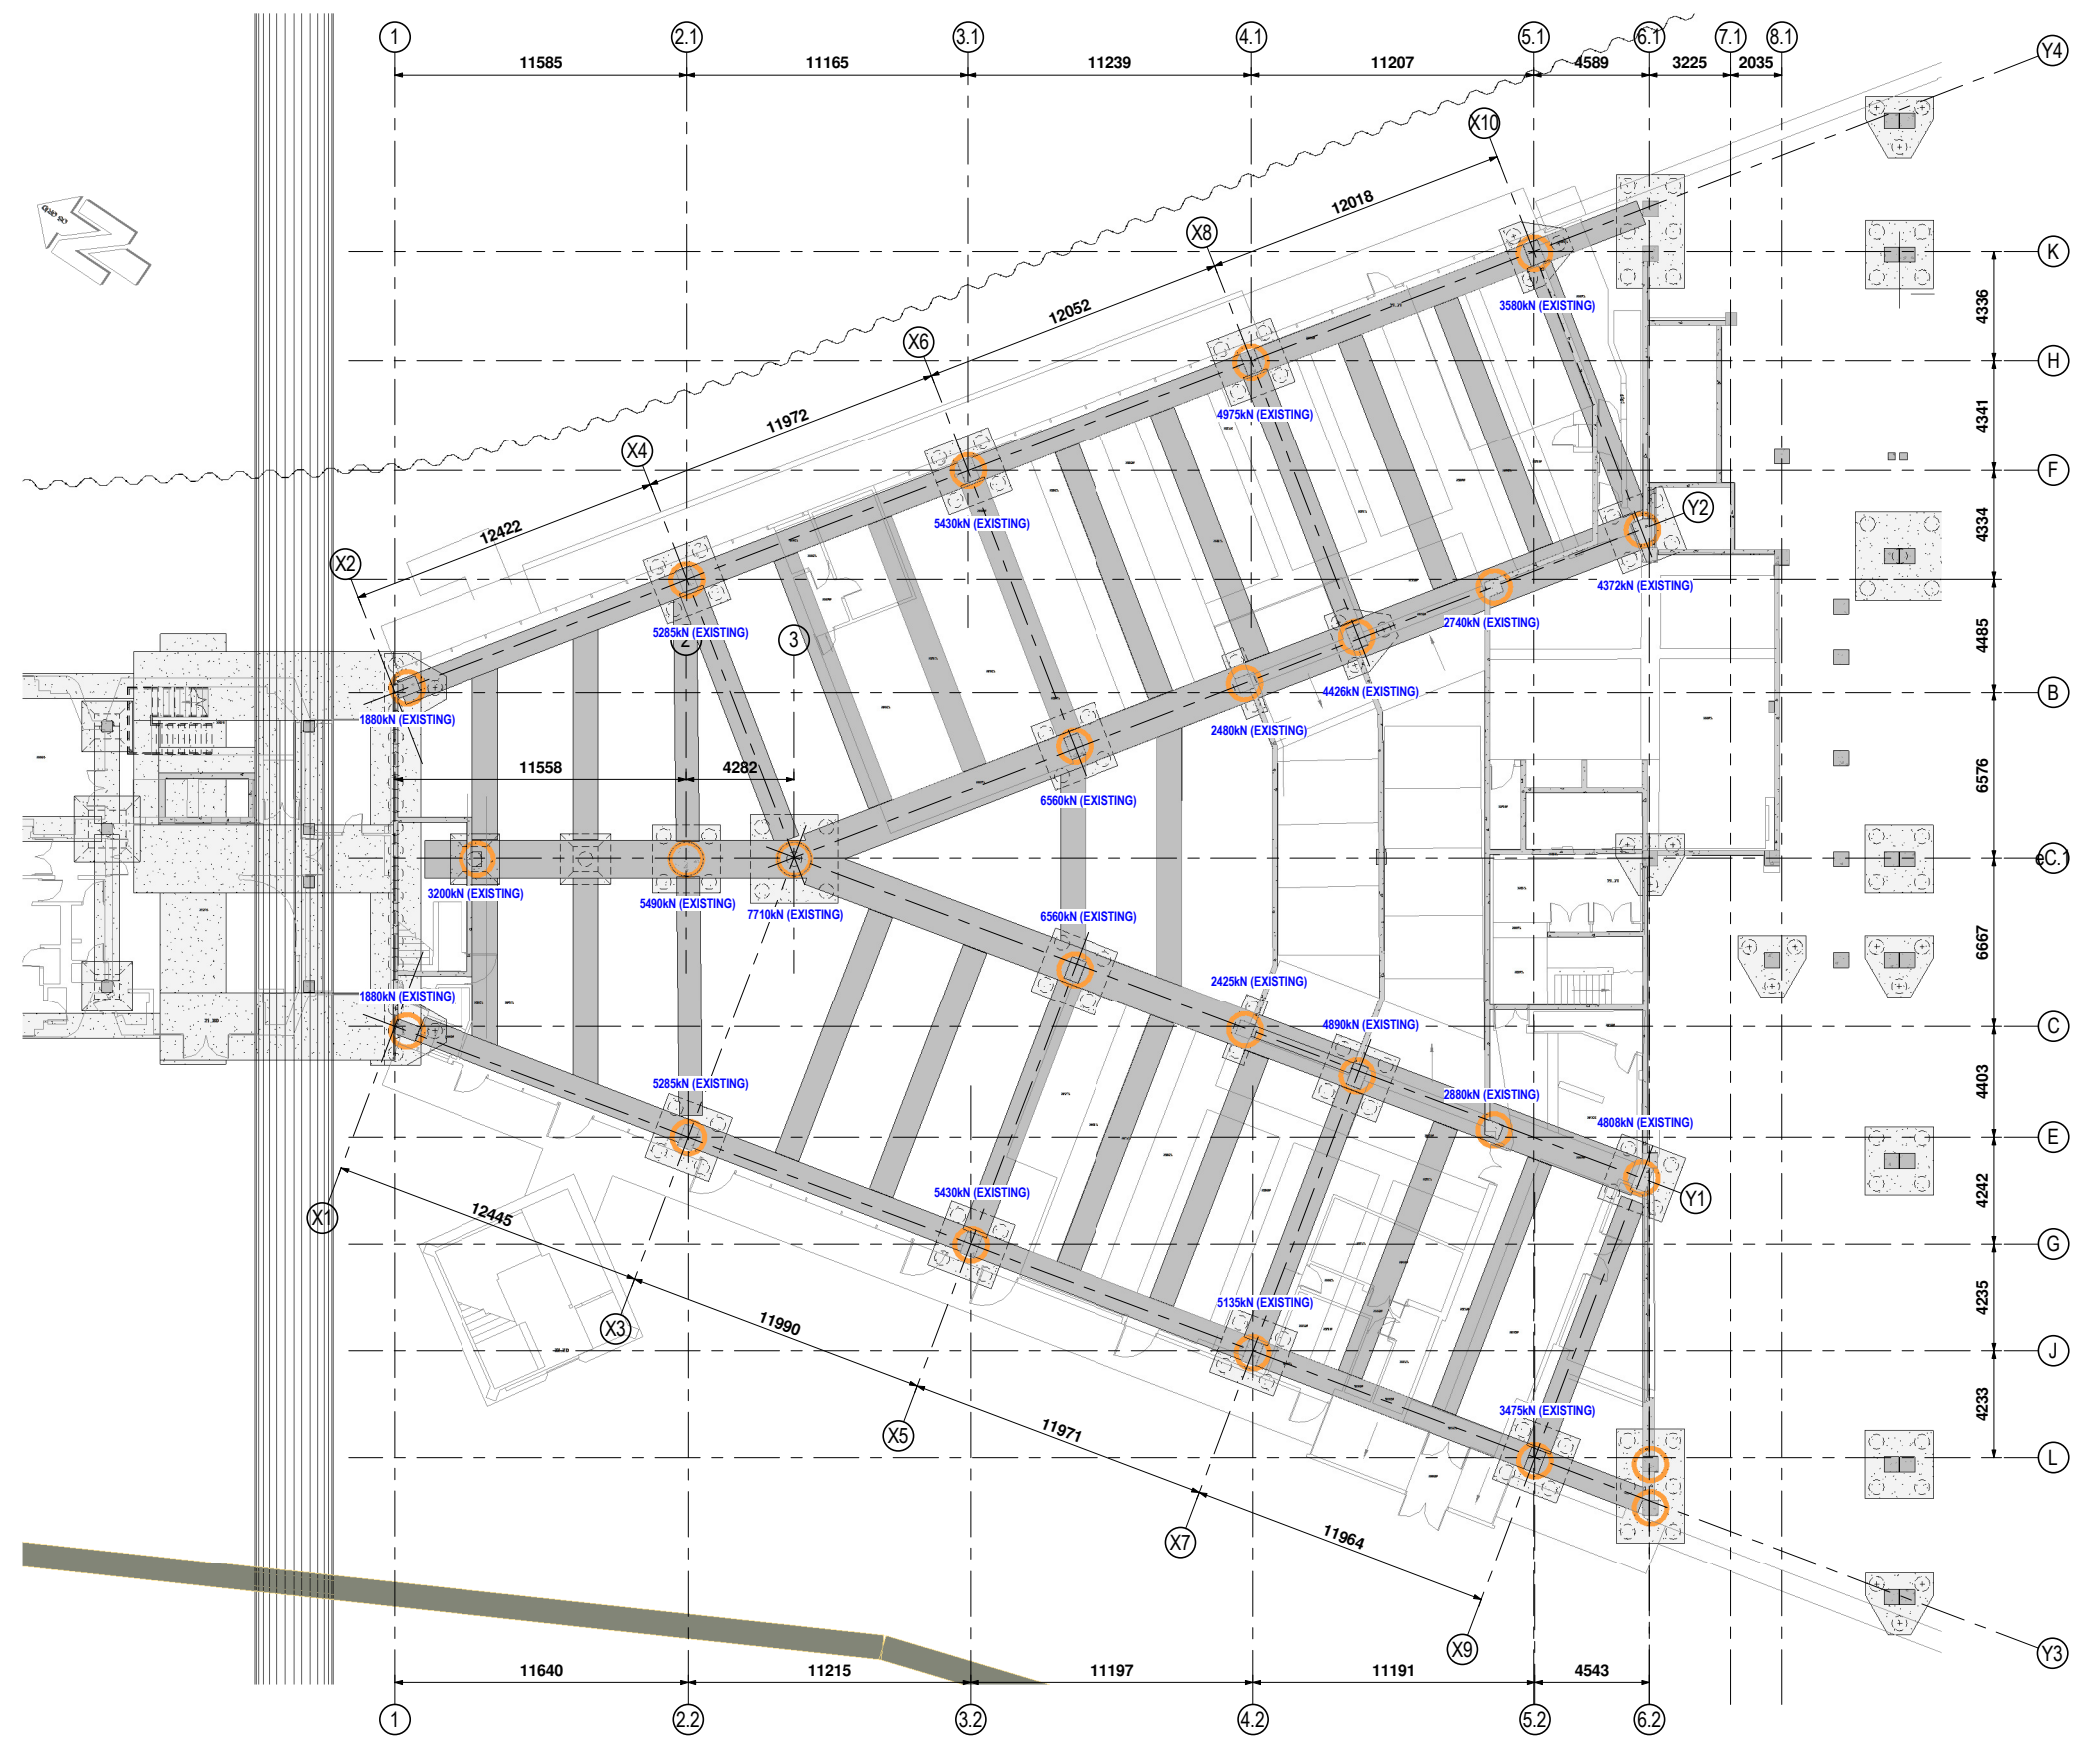 1
2.1
3.1
4.1
5.1
6.1
7.1
8.1
Y4
11585
11165
11239
11207
4589
3225
2035
X10
12018
X8
12052
X6
11972
X4
12422
X2
K
4336
H
4341
F
4334
4485
B
6576
eC.1
6667
C
4403
E
4242
G
4235
J
4233
L
3580kN (EXISTING)
4975kN (EXISTING)
5430kN (EXISTING)
Y2
4372kN (EXISTING)
2740kN (EXISTING)
5285kN (EXISTING)
2
3
4426kN (EXISTING)
1880kN (EXISTING)
2480kN (EXISTING)
11558
4282
6560kN (EXISTING)
3200kN (EXISTING)
5490kN (EXISTING)
7710kN (EXISTING)
6560kN (EXISTING)
2425kN (EXISTING)
1880kN (EXISTING)
4890kN (EXISTING)
5285kN (EXISTING)
2880kN (EXISTING)
4808kN (EXISTING)
5430kN (EXISTING)
Y1
X1
12445
5135kN (EXISTING)
X3
11990
3475kN (EXISTING)
X5
11971
X7
11964
X9
Y3
11640
11215
11197
11191
4543
1
2.2
3.2
4.2
5.2
6.2